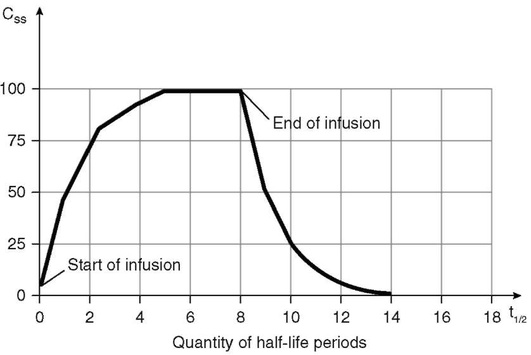 Css
100
75
50
25
0
End of infusion
Start of infusion
0 2 4 6 8 10 12 14 16 18 t1/2
Quantity of half-life periods